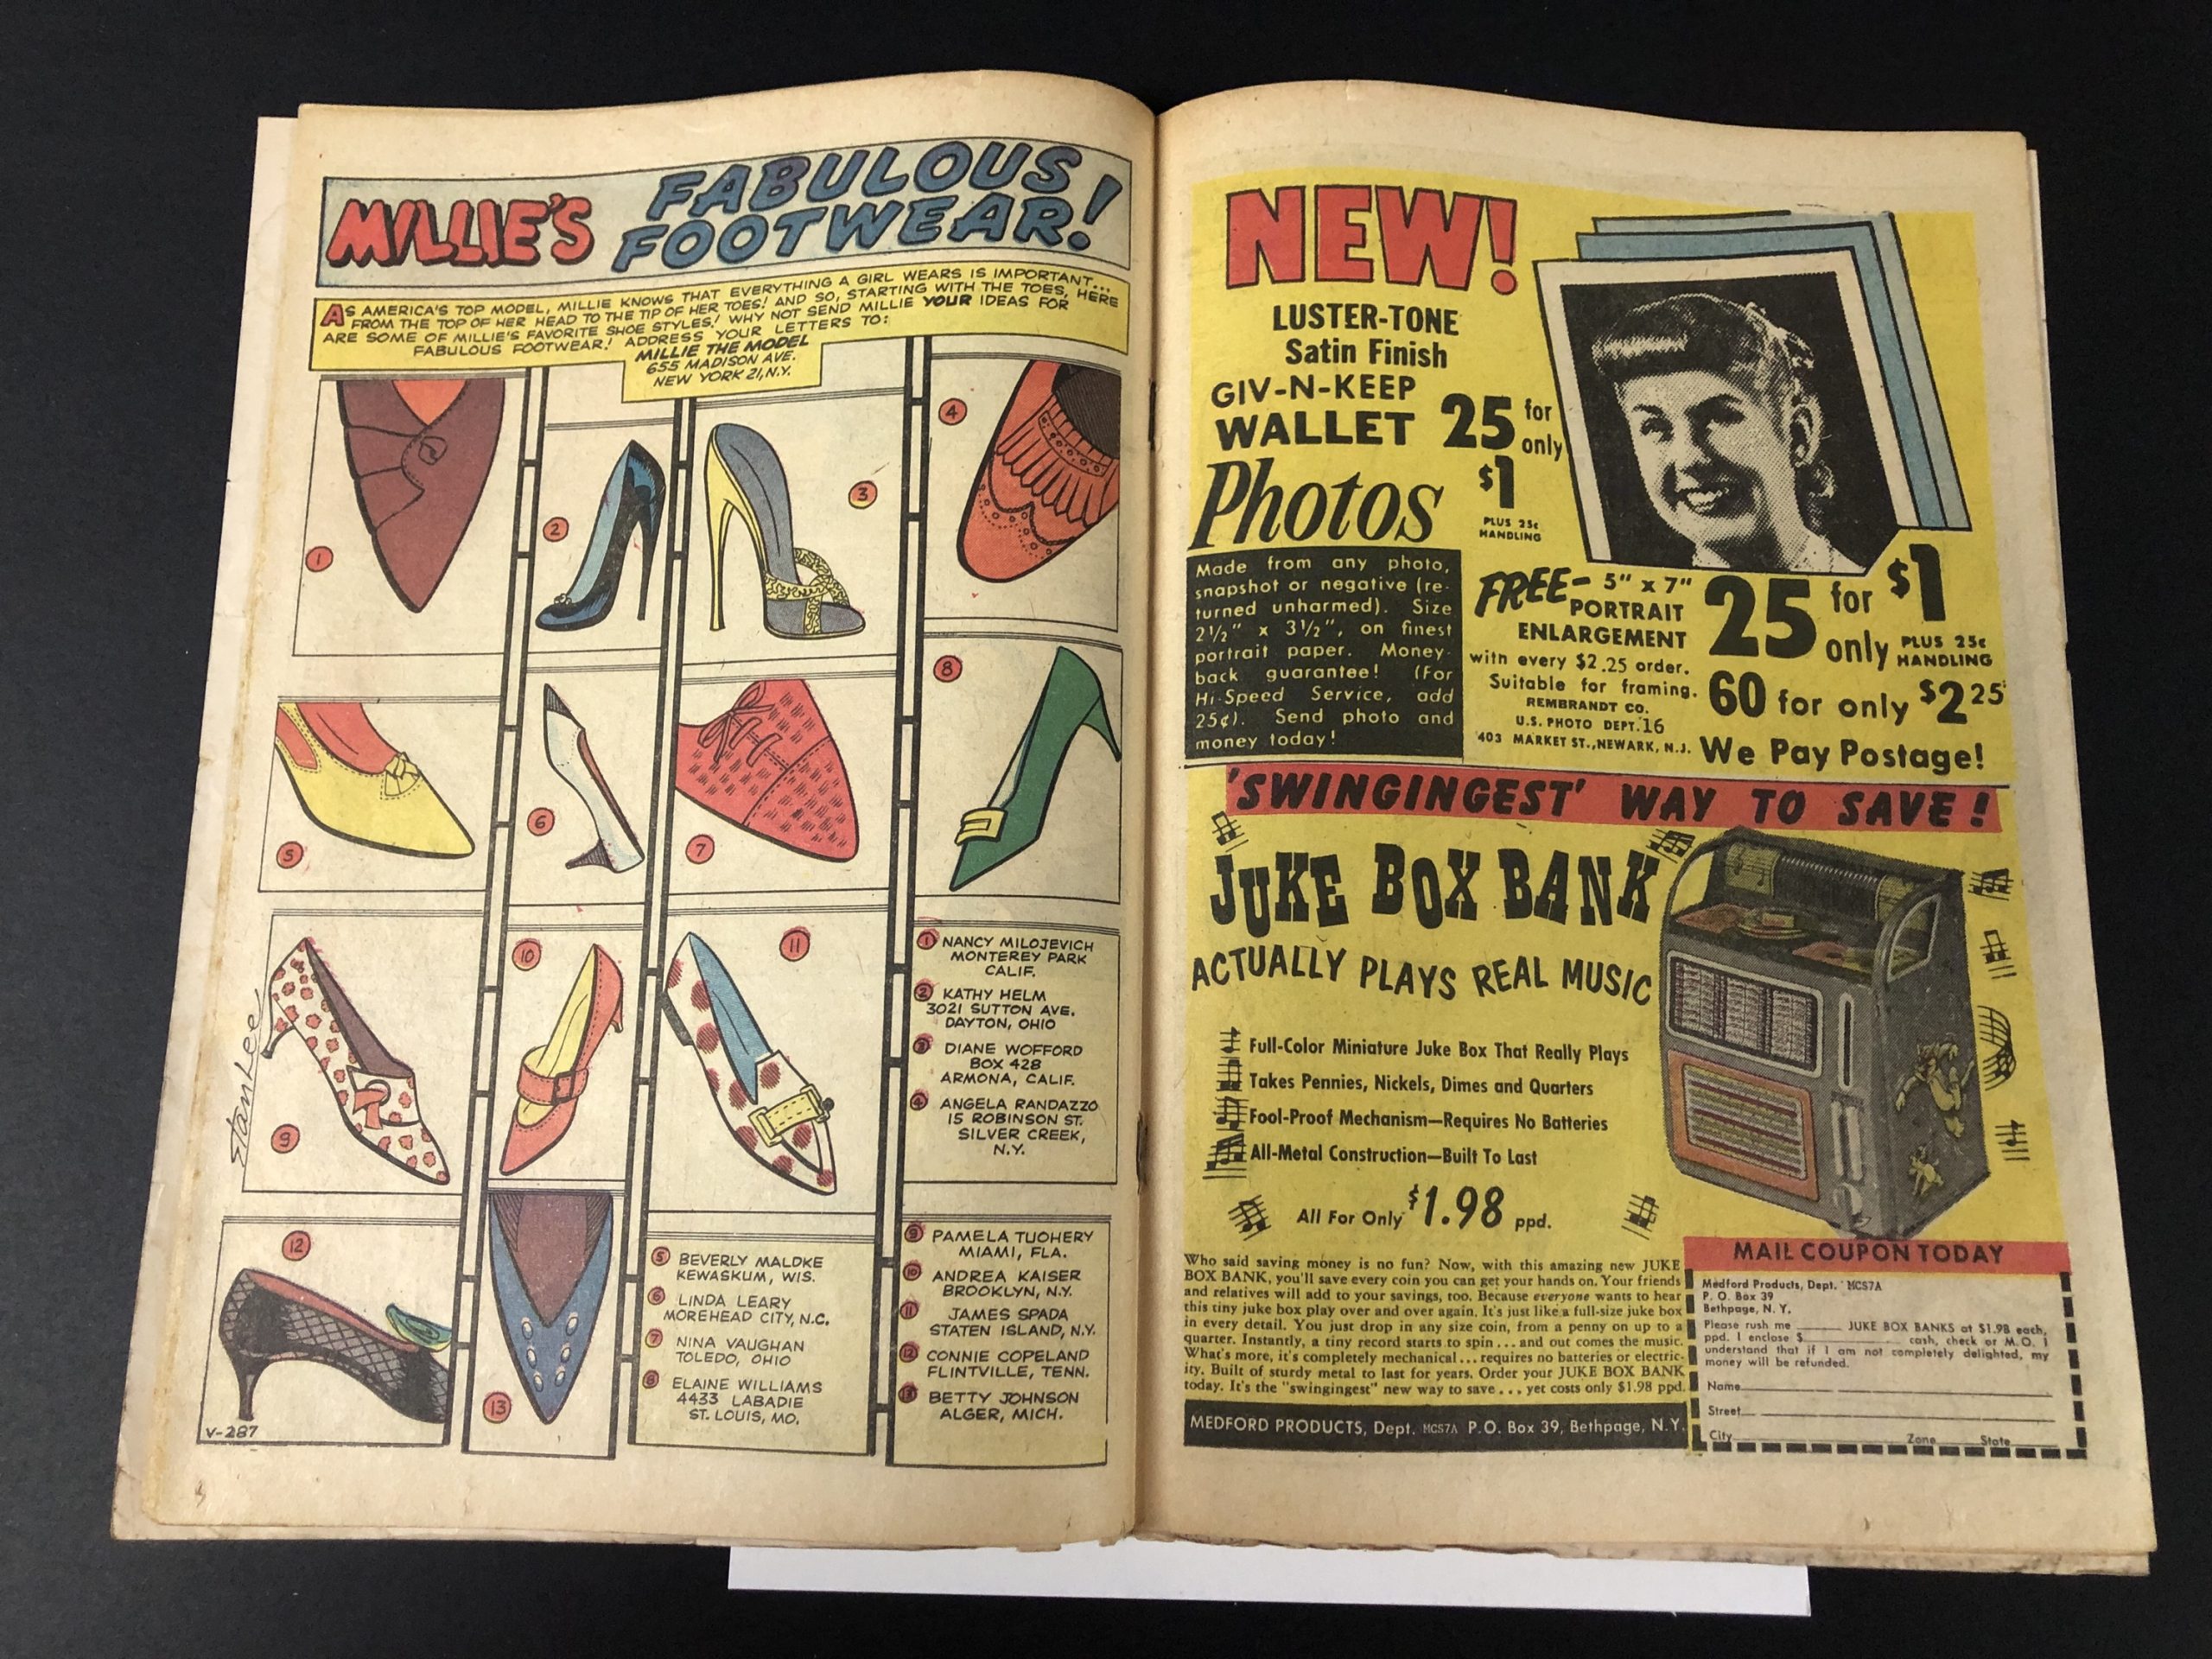 MILLIE'S FABULOUS
FOOTWEAR!
AS AMERICA'S TOP MODEL, MILLIE KNOWS THAT EVERYTHING A GIRL WEARS IS IMPORTANT...
FROM THE TOP OF HER HEAD TO THE TIP OF HER TOES! AND SO, STARTING WITH THE TOES, HERE
ARE SOME OF MILLIE'S FAVORITE SHOE STYLES! WHY NOT SEND MILLIE YOUR IDEAS FOR
FABULOUS FOOTWEAR! ADDRESS YOUR LETTERS TO:
MILLIE THE MODEL
655 MADISON AVE.
NEW YORK 21, N.Y.
1
2
3
4
5
6
7
8
9
10
11
12
13
Stan Lee
V-287
1 NANCY MILOJEVICH
MONTEREY PARK
CALIF.
2 KATHY HELM
3021 SUTTON AVE.
DAYTON, OHIO
3 DIANE WOFFORD
BOX 428
ARMONA, CALIF.
4 ANGELA RANDAZZO
15 ROBINSON ST.
SILVER CREEK,
N.Y.
5 BEVERLY MALDKE
KEWASKUM, WIS.
6 LINDA LEARY
MOREHEAD CITY, N.C.
7 NINA VAUGHAN
TOLEDO, OHIO
8 ELAINE WILLIAMS
4433 LABADIE
ST. LOUIS, MO.
9 PAMELA TUOHERY
MIAMI, FLA.
10 ANDREA KAISER
BROOKLYN, N.Y.
11 JAMES SPADA
STATEN ISLAND, N.Y.
12 CONNIE COPELAND
FLINTVILLE, TENN.
13 BETTY JOHNSON
ALGER, MICH.
NEW!
LUSTER-TONE
Satin Finish
GIV-N-KEEP
WALLET
Photos
25 for
only
$1
PLUS 25¢
HANDLING
Made from any photo,
snapshot or negative (re-
turned unharmed). Size
2½" x 3½", on finest
portrait paper. Money-
back guarantee! (For
Hi-Speed Service, add
25¢). Send photo and
money today!
FREE- 5" x 7"
PORTRAIT
ENLARGEMENT
with every $2.25 order.
Suitable for framing.
REMBRANDT CO.
U.S. PHOTO DEPT. 16
403 MARKET ST., NEWARK, N.J.
25 for only $1
PLUS 25¢
HANDLING
60 for only $2 25
We Pay Postage!
'SWINGINGEST' WAY TO SAVE!
JUKE BOX BANK
ACTUALLY PLAYS REAL MUSIC
Full-Color Miniature Juke Box That Really Plays
Takes Pennies, Nickels, Dimes and Quarters
Fool-Proof Mechanism—Requires No Batteries
All-Metal Construction—Built To Last
All For Only $1.98 ppd.
Who said saving money is no fun? Now, with this amazing new JUKE
BOX BANK, you'll save every coin you can get your hands on. Your friends
and relatives will add to your savings, too. Because everyone wants to hear
this tiny juke box play over and over again. It's just like a full-size juke box
in every detail. You just drop in any size coin, from a penny on up to a
quarter. Instantly, a tiny record starts to spin ... and out comes the music.
What's more, it's completely mechanical ... requires no batteries or electric-
ity. Built of sturdy metal to last for years. Order your JUKE BOX BANK
today. It's the "swingingest" new way to save ... yet costs only $1.98 ppd.
MEDFORD PRODUCTS, Dept. MCS7A P.O. Box 39, Bethpage, N.Y.
MAIL COUPON TODAY
Medford Products, Dept. MCS7A
P. O. Box 39
Bethpage, N. Y.
Please rush me ______ JUKE BOX BANKS at $1.98 each,
ppd. I enclose $______ cash, check or M.O. I
understand that if I am not completely delighted, my
money will be refunded.
Name
Street
City Zone State